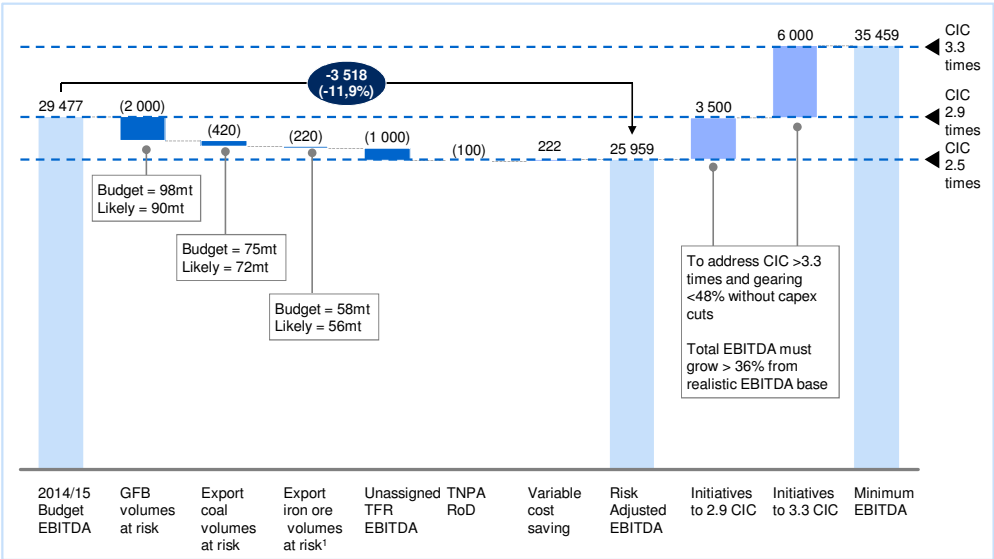 6 000
35 459
CIC
3.3
times
-3 518
(-11,9%)
29 477
(2 000)
(420)
(220)
(1 000)
(100)
222
25 959
3 500
CIC
2.9
times
CIC
2.5
times
Budget = 98mt
Likely = 90mt
Budget = 75mt
Likely = 72mt
Budget = 58mt
Likely = 56mt
To address CIC >3.3
times and gearing
<48% without capex
cuts
Total EBITDA must
grow > 36% from
realistic EBITDA base
2014/15
Budget
EBITDA
GFB
volumes
at risk
Export
coal
volumes
at risk
Export
iron ore
volumes
at risk¹
Unassigned
TFR
EBITDA
TNPA
RoD
Variable
cost
saving
Risk
Adjusted
EBITDA
Initiatives
to 2.9 CIC
Initiatives
to 3.3 CIC
Minimum
EBITDA